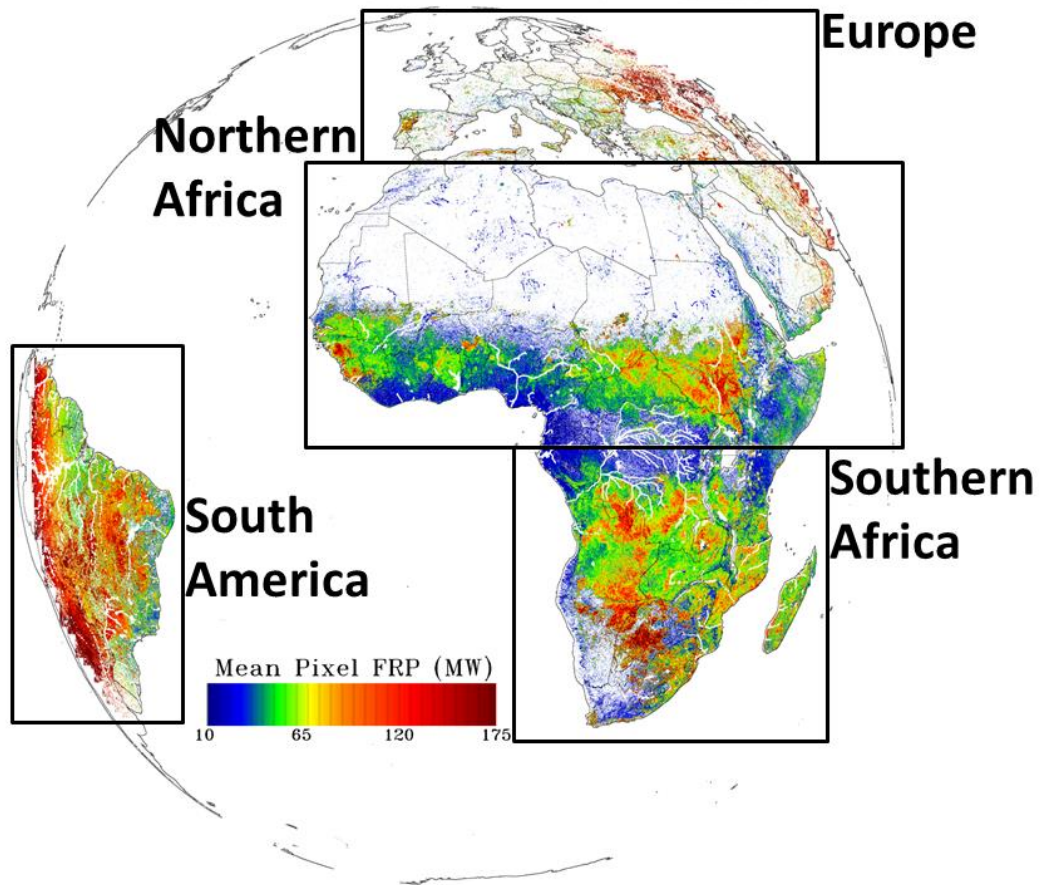 Europe
Northern
Africa
Southern
Africa
South
America
Mean Pixel FRP (MW)
10 65 120 175